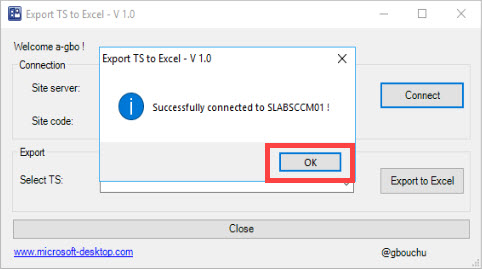 Export TS to Excel - V 1.0
Welcome a-gbo !
Connection
Site server:
Connect
Site code:
Export TS to Excel - V 1.0
Successfully connected to SLABSCCM01 !
OK
Export
Select TS:
Export to Excel
Close
www.microsoft-desktop.com
@gbouchu